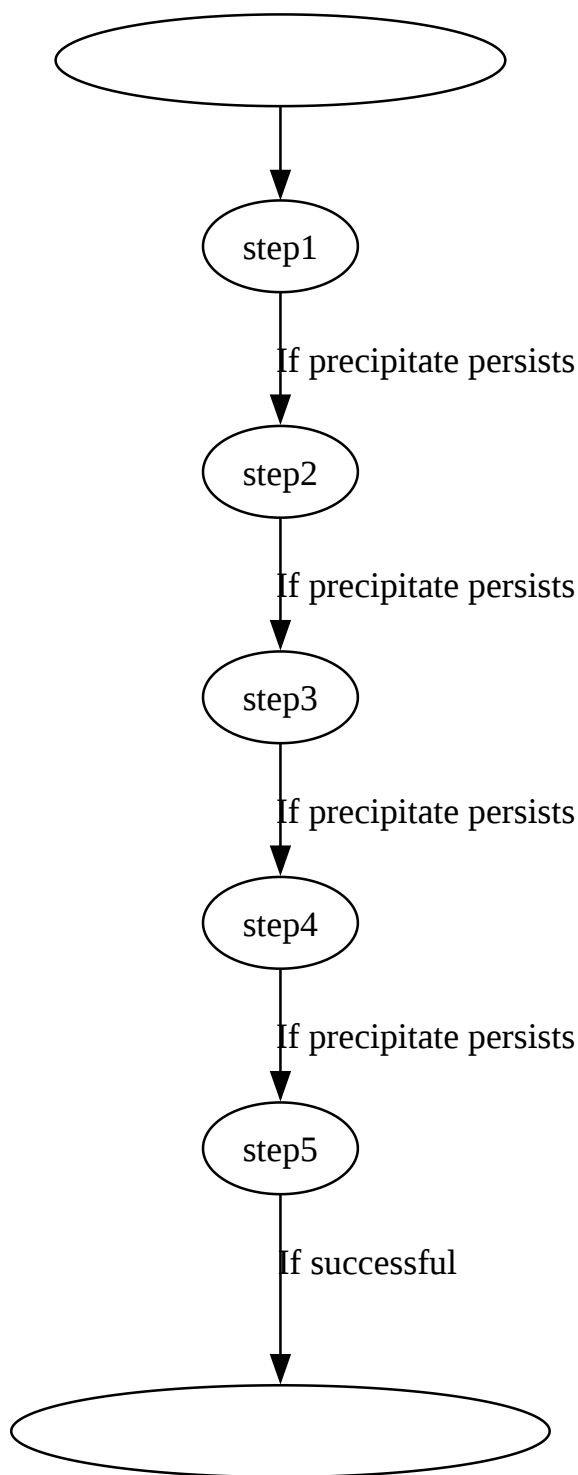 step1
If precipitate persists
step2
If precipitate persists
step3
If precipitate persists
step4
If precipitate persists
step5
If successful